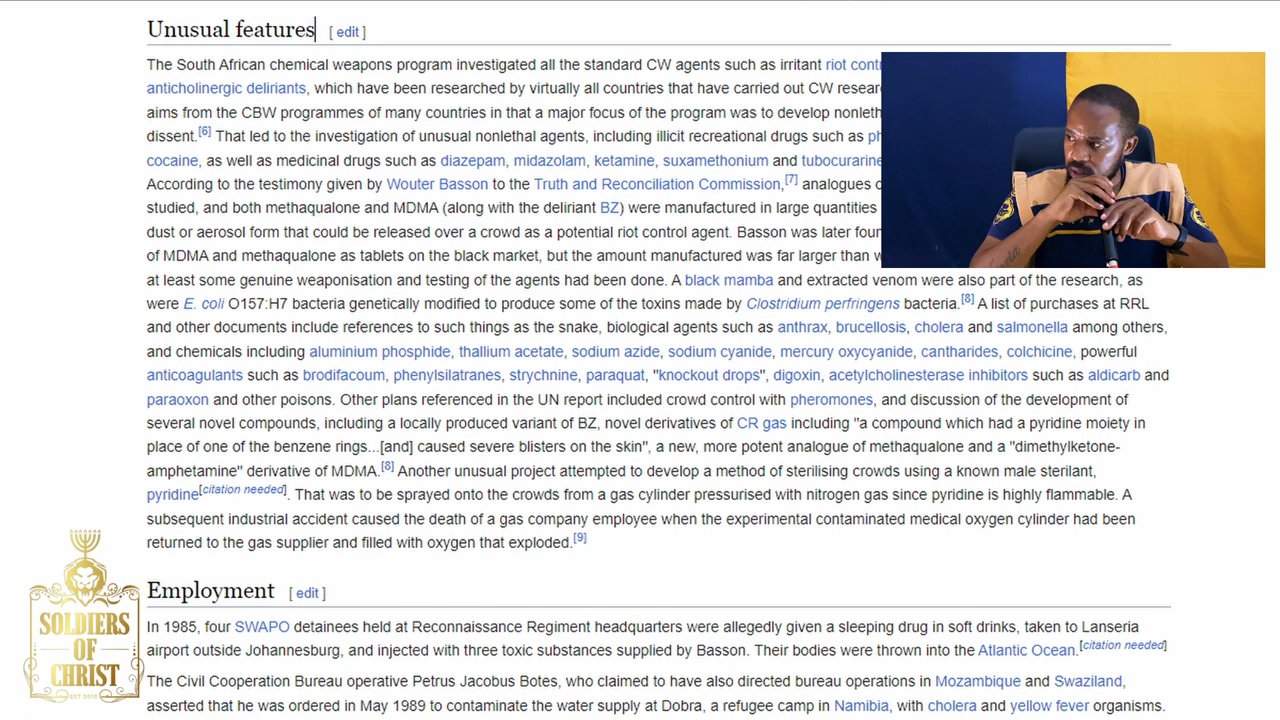 Unusual features [ edit ]
The South African chemical weapons program investigated all the standard CW agents such as irritant riot
anticholinergic deliriants, which have been researched by virtually all countries that have carried out CW
aims from the CBW programmes of many countries in that a major focus of the program was to develop
dissent.[6] That led to the investigation of unusual nonlethal agents, including illicit recreational drugs such as
cocaine, as well as medicinal drugs such as diazepam, midazolam, ketamine, suxamethonium and tubocurarine
According to the testimony given by Wouter Basson to the Truth and Reconciliation Commission,[7] analogues
studied, and both methaqualone and MDMA (along with the deliriant BZ) were manufactured in large quantities
dust or aerosol form that could be released over a crowd as a potential riot control agent. Basson was later
of MDMA and methaqualone as tablets on the black market, but the amount manufactured was far larger than
at least some genuine weaponisation and testing of the agents had been done. A black mamba and extracted venom were also part of the research, as
were E. coli O157:H7 bacteria genetically modified to produce some of the toxins made by Clostridium perfringens bacteria.[8] A list of purchases at RRL
and other documents include references to such things as the snake, biological agents such as anthrax, brucellosis, cholera and salmonella among others,
and chemicals including aluminium phosphide, thallium acetate, sodium azide, sodium cyanide, mercury oxycyanide, cantharides, colchicine, powerful
anticoagulants such as brodifacoum, phenylsilatranes, strychnine, paraquat, "knockout drops", digoxin, acetylcholinesterase inhibitors such as aldicarb and
paraoxon and other poisons. Other plans referenced in the UN report included crowd control with pheromones, and discussion of the development of
several novel compounds, including a locally produced variant of BZ, novel derivatives of CR gas including "a compound which had a pyridine moiety in
place of one of the benzene rings...[and] caused severe blisters on the skin", a new, more potent analogue of methaqualone and a "dimethylketone-
amphetamine" derivative of MDMA.[8] Another unusual project attempted to develop a method of sterilising crowds using a known male sterilant,
pyridine[citation needed]. That was to be sprayed onto the crowds from a gas cylinder pressurised with nitrogen gas since pyridine is highly flammable. A
subsequent industrial accident caused the death of a gas company employee when the experimental contaminated medical oxygen cylinder had been
returned to the gas supplier and filled with oxygen that exploded.[9]
Employment [ edit ]
In 1985, four SWAPO detainees held at Reconnaissance Regiment headquarters were allegedly given a sleeping drug in soft drinks, taken to Lanseria
airport outside Johannesburg, and injected with three toxic substances supplied by Basson. Their bodies were thrown into the Atlantic Ocean.[citation needed]
The Civil Cooperation Bureau operative Petrus Jacobus Botes, who claimed to have also directed bureau operations in Mozambique and Swaziland,
asserted that he was ordered in May 1989 to contaminate the water supply at Dobra, a refugee camp in Namibia, with cholera and yellow fever organisms.
SOLDIERS
OF
CHRIST